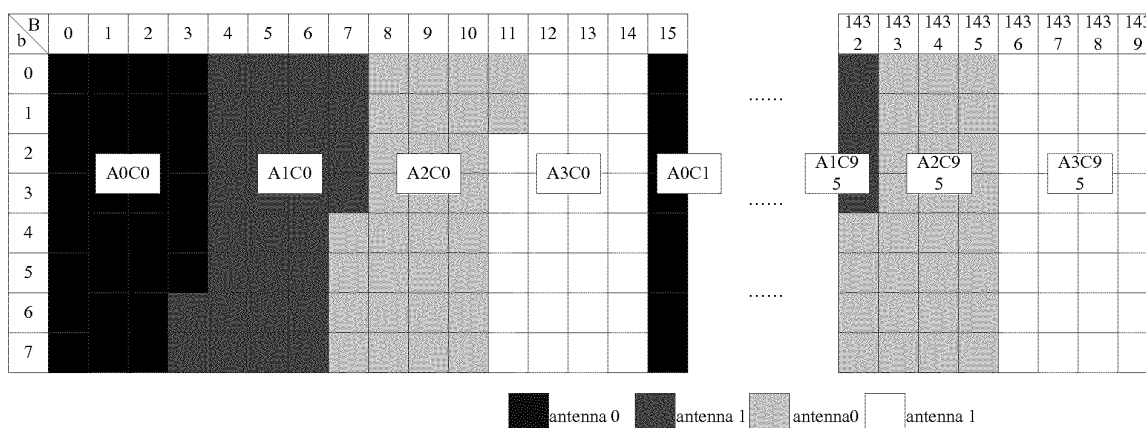 B
b
0 1 2 3 4 5 6 7 8 9 10 11 12 13 14 15
143 143 143 143 143 143 143 143
2 3 4 5 6 7 8 9
0
1
......
2
A0C0 A1C0 A2C0 A3C0 A0C1 A1C9 A2C9 A3C9
5 5 5
3
......
4
5
......
6
7
antenna 0 antenna 1 antenna0 antenna 1